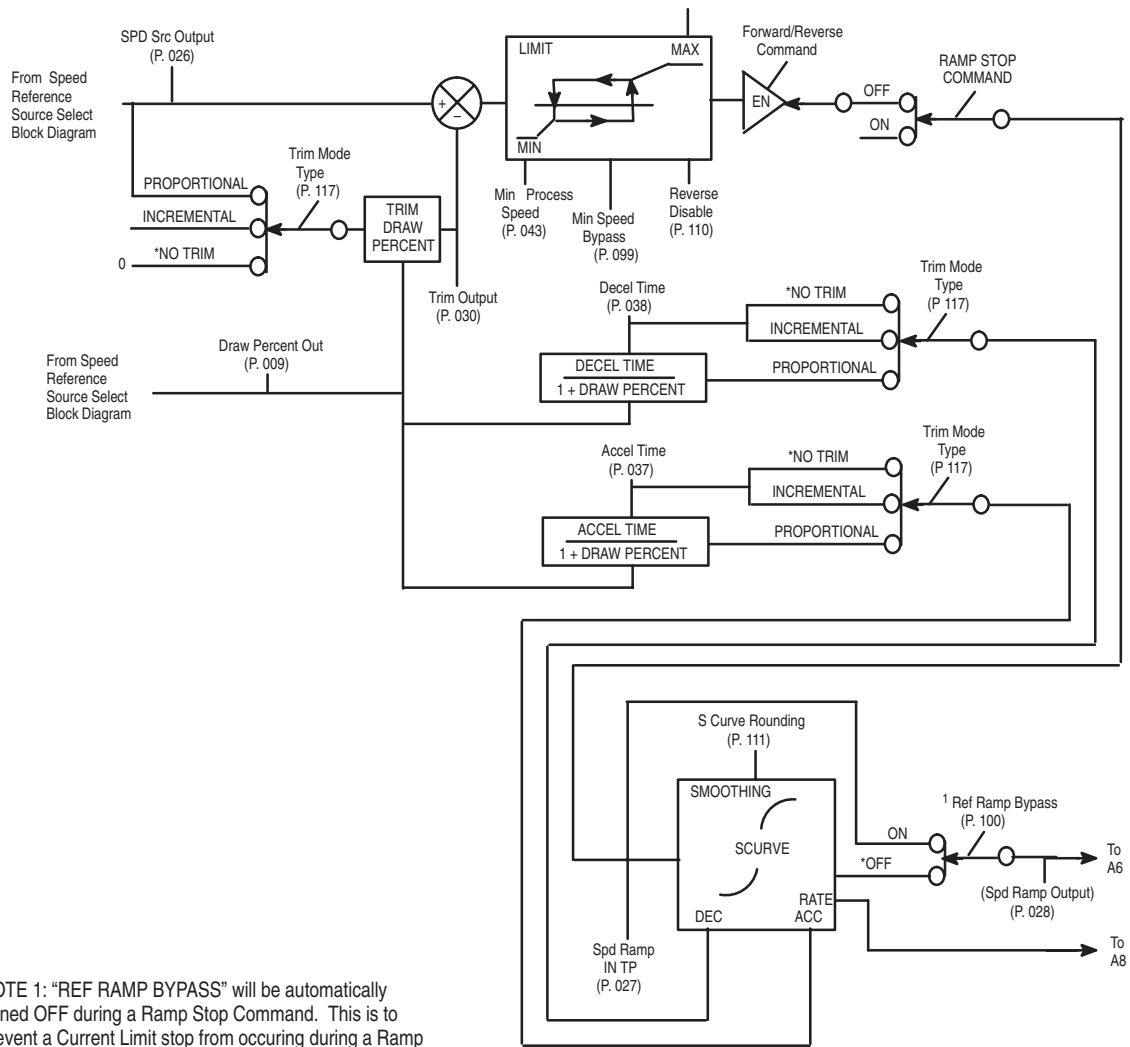 SPD Src Output
(P. 026)
From Speed
Reference
Source Select
Block Diagram
+
–
LIMIT
MAX
MIN
Forward/Reverse
Command
EN
OFF
ON
RAMP STOP
COMMAND
PROPORTIONAL
INCREMENTAL
*NO TRIM
0
Trim Mode
Type
(P. 117)
TRIM
DRAW
PERCENT
Trim Output
(P. 030)
Min Process
Speed
(P. 043)
Min Speed
Bypass
(P. 099)
Reverse
Disable
(P. 110)
From Speed
Reference
Source Select
Block Diagram
Draw Percent Out
(P. 009)
Decel Time
(P. 038)
DECEL TIME
1 + DRAW PERCENT
*NO TRIM
INCREMENTAL
PROPORTIONAL
Trim Mode
Type
(P 117)
Accel Time
(P. 037)
ACCEL TIME
1 + DRAW PERCENT
*NO TRIM
INCREMENTAL
PROPORTIONAL
Trim Mode
Type
(P 117)
S Curve Rounding
(P. 111)
SMOOTHING
SCURVE
RATE
DEC
ACC
Spd Ramp
IN TP
(P. 027)
ON
*OFF
1 Ref Ramp Bypass
(P. 100)
(Spd Ramp Output)
(P. 028)
To
A6
To
A8
OTE 1: “REF RAMP BYPASS” will be automatically
ned OFF during a Ramp Stop Command. This is to
event a Current Limit stop from occuring during a Ramp